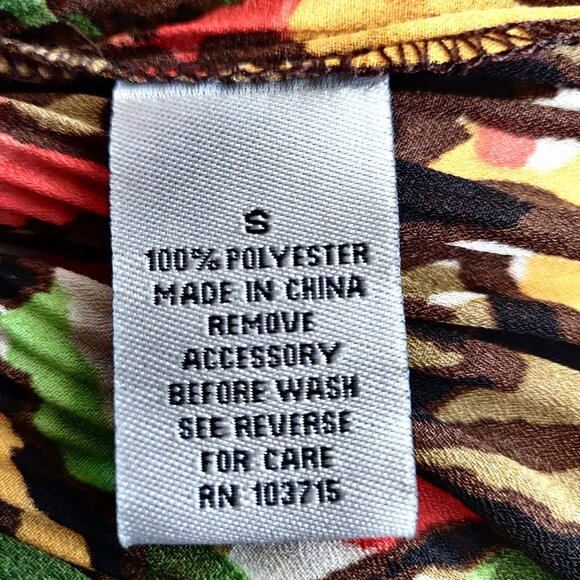 S
100% POLYESTER
MADE IN CHINA
REMOVE
ACCESSORY
BEFORE WASH
SEE REVERSE
FOR CARE
RN 103715